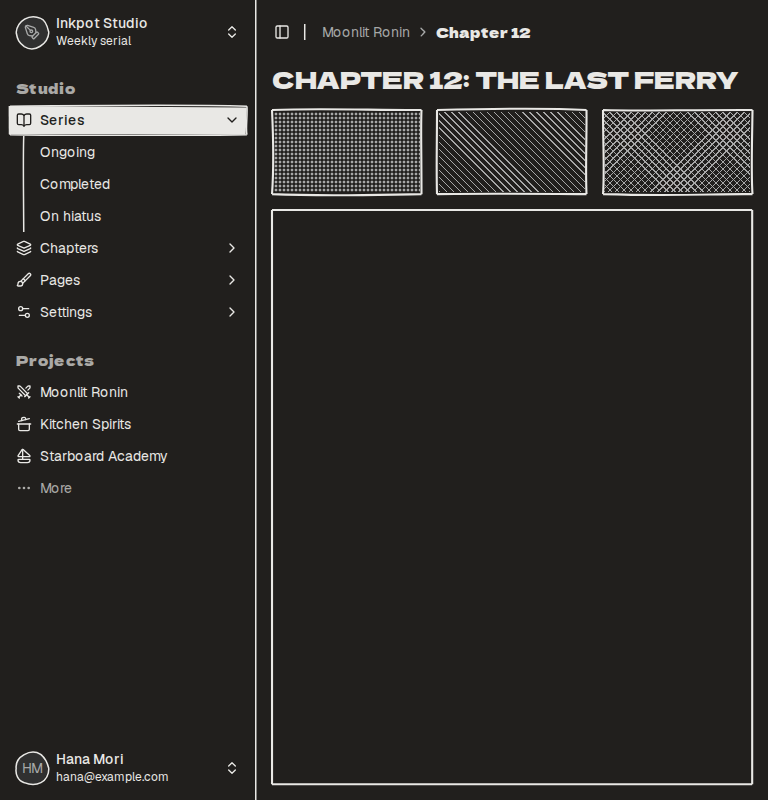 Inkpot Studio
Weekly serial
Studio
Series
Ongoing
Completed
On hiatus
Chapters
Pages
Settings
Projects
Moonlit Ronin
Kitchen Spirits
Starboard Academy
More
HM
Hana Mori
hana@example.com
Moonlit Ronin
Chapter 12
CHAPTER 12: THE LAST FERRY